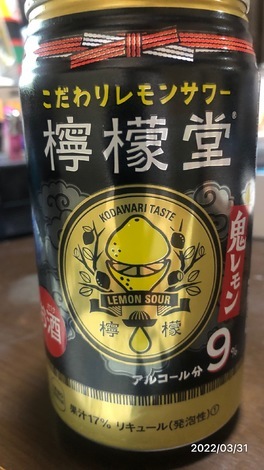 こだわりレモンサワー
檸檬堂®
KODAWARI TASTE
LEMON SOUR
檸 檬
鬼レモン
お酒
アルコール分 9%
果汁17% リキュール(発泡性)①
2022/03/31